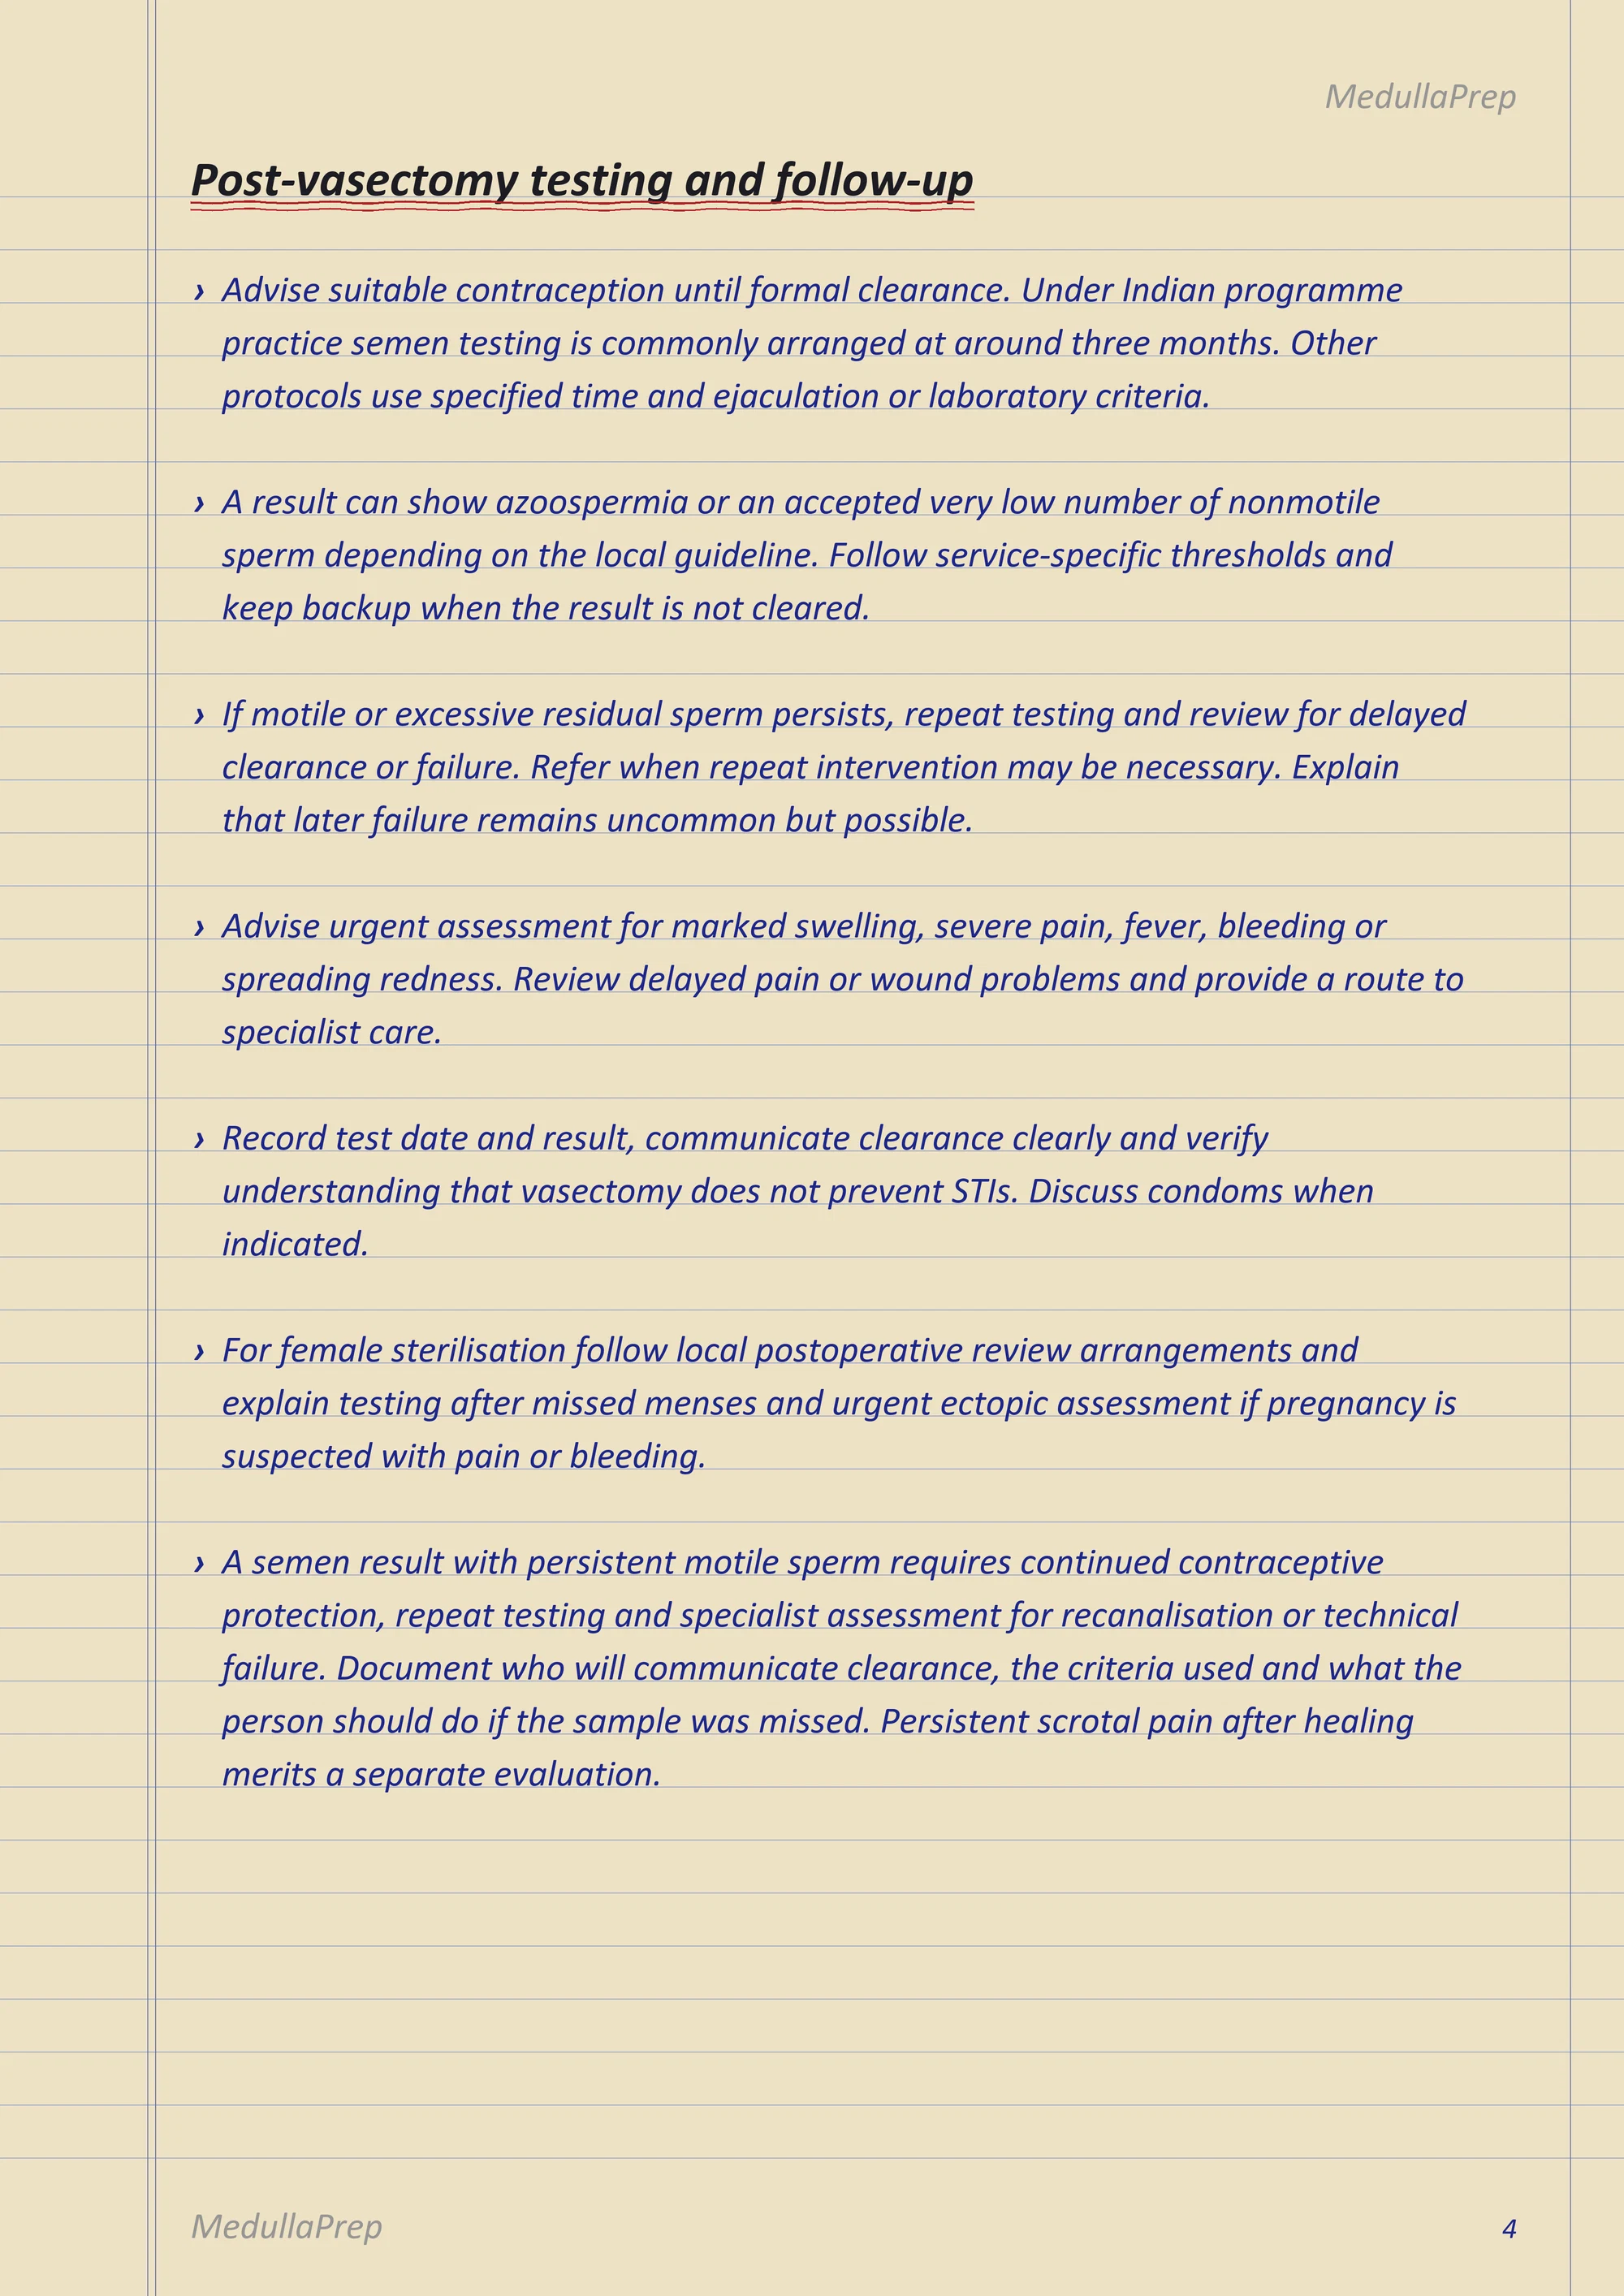 MedullaPrep
Post-vasectomy testing and follow-up
› Advise suitable contraception until formal clearance. Under Indian programme
practice semen testing is commonly arranged at around three months. Other
protocols use specified time and ejaculation or laboratory criteria.
› A result can show azoospermia or an accepted very low number of nonmotile
sperm depending on the local guideline. Follow service-specific thresholds and
keep backup when the result is not cleared.
› If motile or excessive residual sperm persists, repeat testing and review for delayed
clearance or failure. Refer when repeat intervention may be necessary. Explain
that later failure remains uncommon but possible.
› Advise urgent assessment for marked swelling, severe pain, fever, bleeding or
spreading redness. Review delayed pain or wound problems and provide a route to
specialist care.
› Record test date and result, communicate clearance clearly and verify
understanding that vasectomy does not prevent STIs. Discuss condoms when
indicated.
› For female sterilisation follow local postoperative review arrangements and
explain testing after missed menses and urgent ectopic assessment if pregnancy is
suspected with pain or bleeding.
› A semen result with persistent motile sperm requires continued contraceptive
protection, repeat testing and specialist assessment for recanalisation or technical
failure. Document who will communicate clearance, the criteria used and what the
person should do if the sample was missed. Persistent scrotal pain after healing
merits a separate evaluation.
MedullaPrep
4